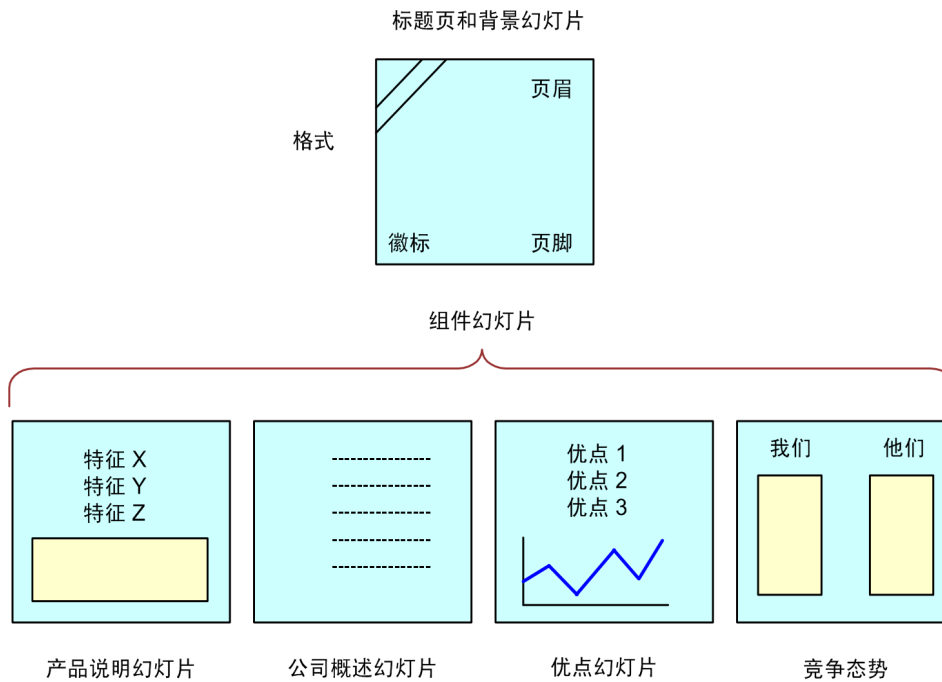 标题页和背景幻灯片
页眉
格式
徽标 页脚
组件幻灯片
特征 X
特征 Y
特征 Z
优点 1
优点 2
优点 3
我们 他们
产品说明幻灯片 公司概述幻灯片 优点幻灯片 竞争态势